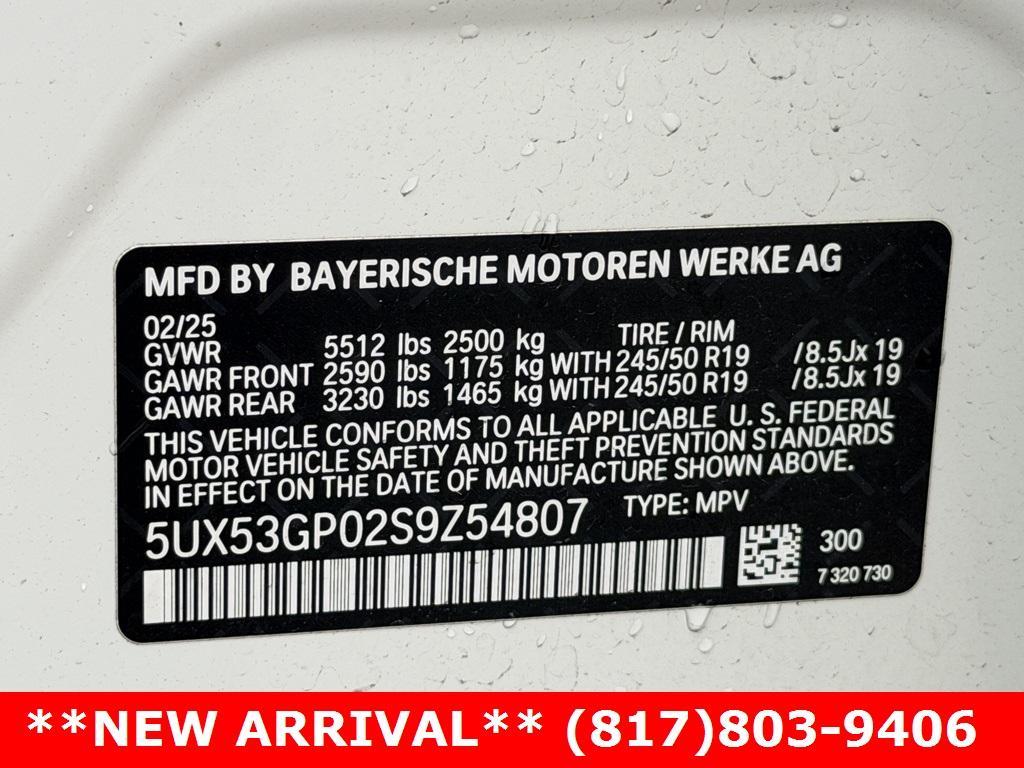 MFD BY BAYERISCHE MOTOREN WERKE AG
02/25 TIRE / RIM
GVWR 5512 lbs 2500 kg
GAWR FRONT 2590 lbs 1175 kg WITH 245/50 R19 /8.5Jx 19
GAWR REAR 3230 lbs 1465 kg WITH 245/50 R19 /8.5Jx 19
THIS VEHICLE CONFORMS TO ALL APPLICABLE U. S. FEDERAL
MOTOR VEHICLE SAFETY AND THEFT PREVENTION STANDARDS
IN EFFECT ON THE DATE OF MANUFACTURE SHOWN ABOVE.
5UX53GP02S9Z54807 TYPE: MPV
300
7 320 730
**NEW ARRIVAL** (817)803-9406